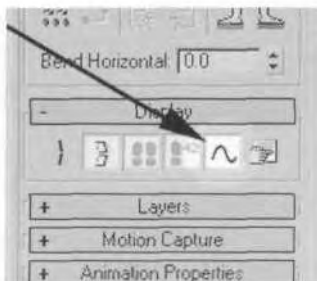 Bend Horizontal: 0.0
- Display
+ Layers
+ Motion Capture
+ Animation Properties